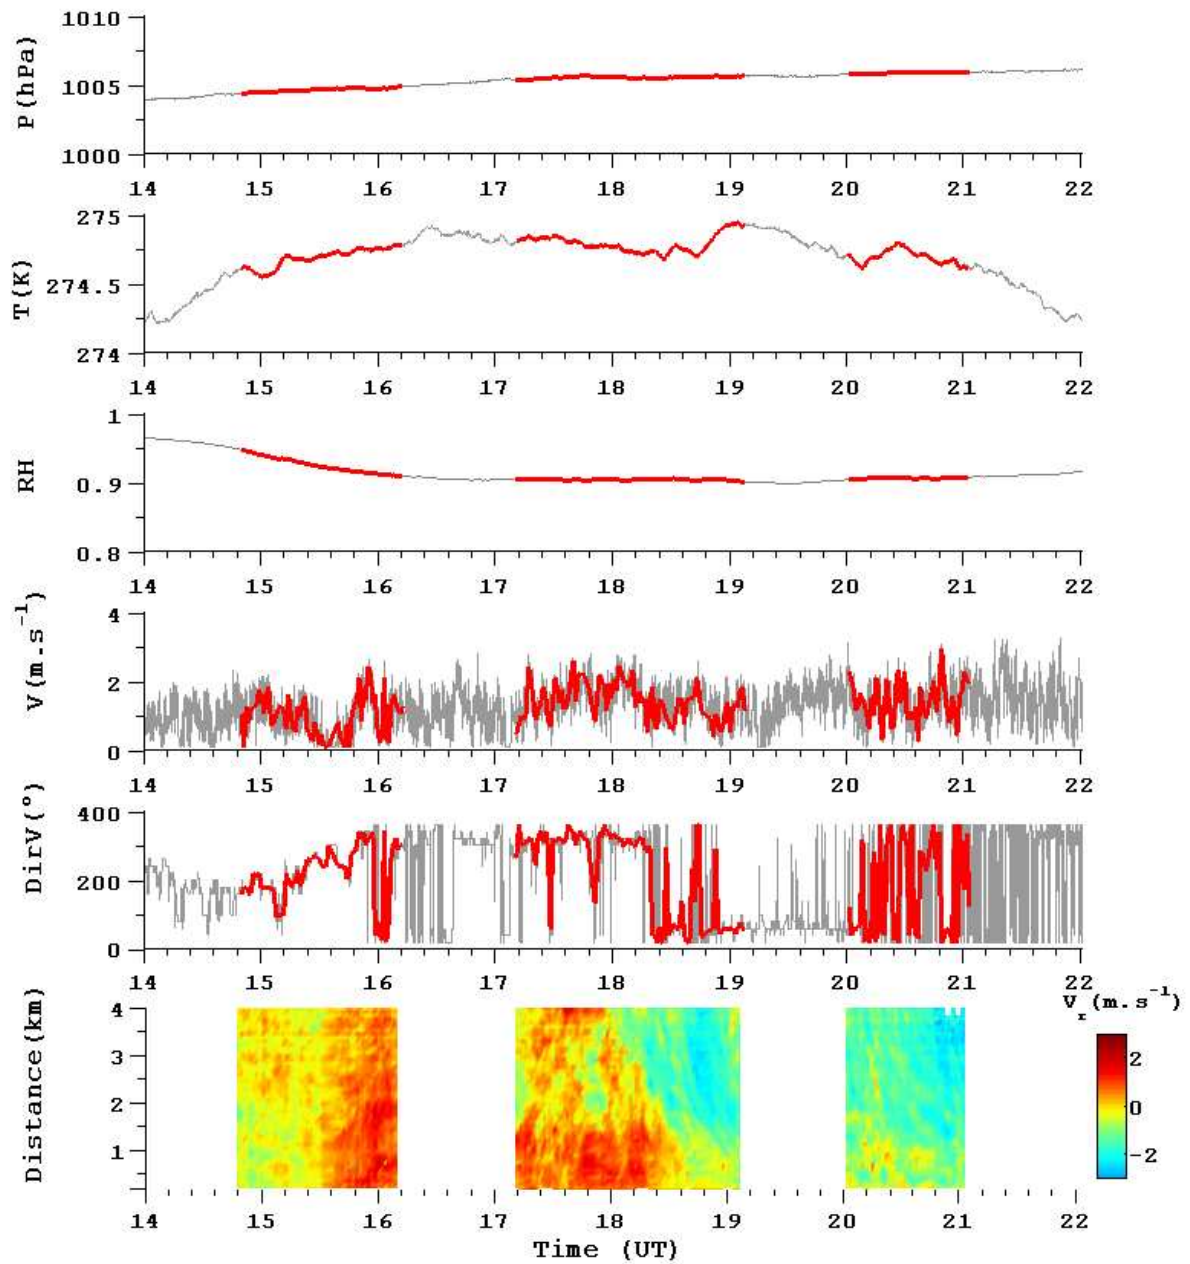 1010
1005
1000
P(hPa)
14 15 16 17 18 19 20 21 22
275
274.5
274
T(K)
14 15 16 17 18 19 20 21 22
1
0.9
0.8
RH
14 15 16 17 18 19 20 21 22
4
2
0
V(m.s⁻¹)
14 15 16 17 18 19 20 21 22
400
200
0
DirV(°)
14 15 16 17 18 19 20 21 22
4
3
2
1
Distance(km)
14 15 16 17 18 19 20 21 22
Time (UT)
Vᵣ(m.s⁻¹)
2
0
-2